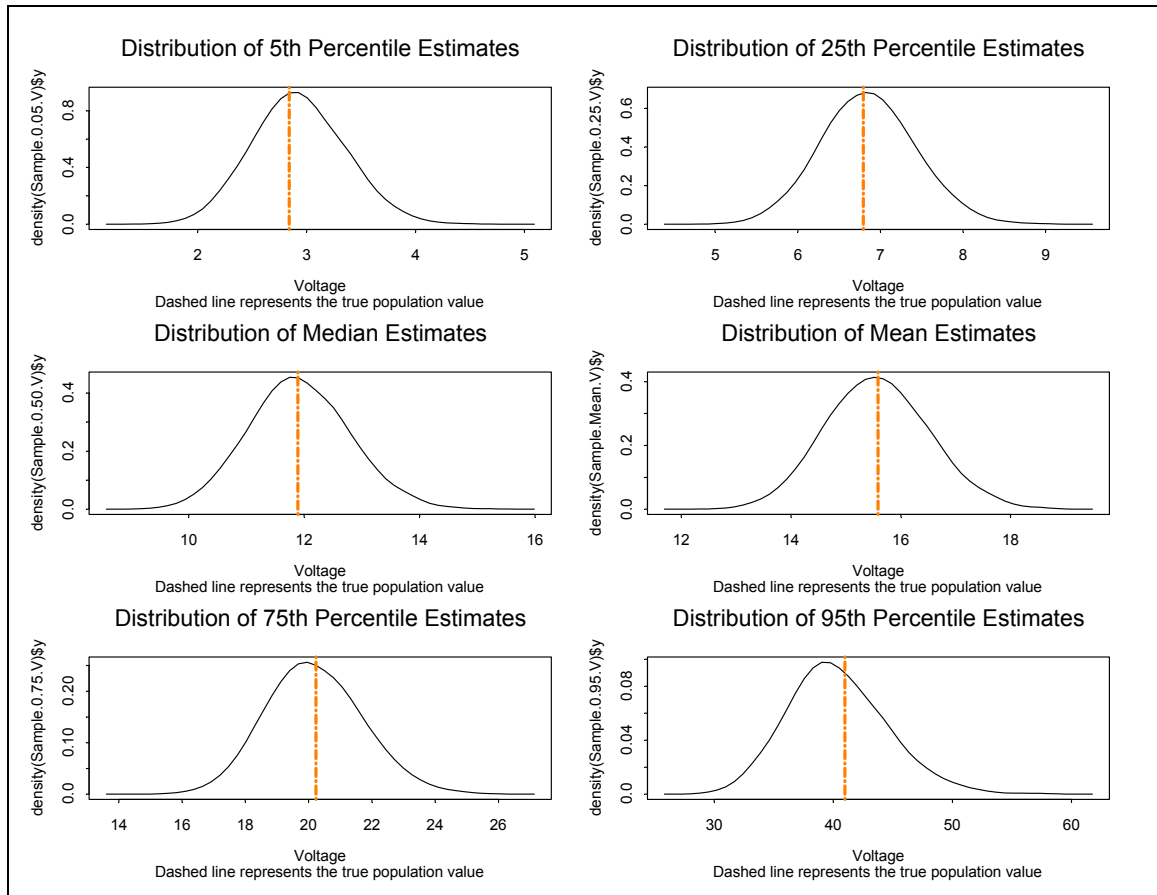 Distribution of 5th Percentile Estimates
density(Sample.0.05.V)$y
0.0 0.4 0.8
2 3 4 5
Voltage
Dashed line represents the true population value
Distribution of 25th Percentile Estimates
density(Sample.0.25.V)$y
0.0 0.2 0.4 0.6
5 6 7 8 9
Voltage
Dashed line represents the true population value
Distribution of Median Estimates
density(Sample.0.50.V)$y
0.0 0.2 0.4
10 12 14 16
Voltage
Dashed line represents the true population value
Distribution of Mean Estimates
density(Sample.Mean.V)$y
0.0 0.2 0.4
12 14 16 18
Voltage
Dashed line represents the true population value
Distribution of 75th Percentile Estimates
density(Sample.0.75.V)$y
0.0 0.10 0.20
14 16 18 20 22 24 26
Voltage
Dashed line represents the true population value
Distribution of 95th Percentile Estimates
density(Sample.0.95.V)$y
0.0 0.04 0.08
30 40 50 60
Voltage
Dashed line represents the true population value